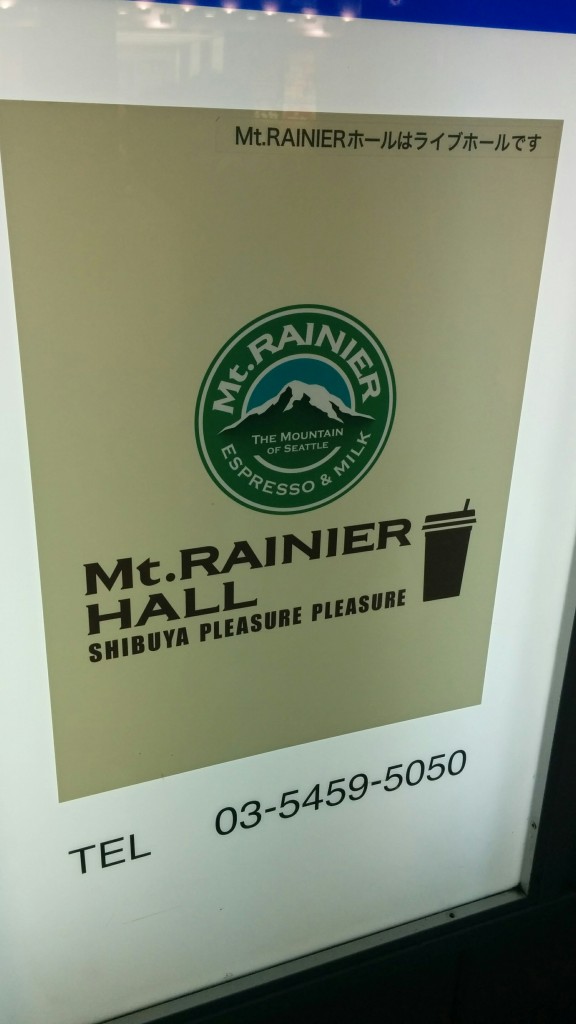 Mt.RAINIERホールはライブホールです
Mt.RAINIER
THE MOUNTAIN
OF SEATTLE
ESPRESSO & MILK
Mt.RAINIER
HALL
SHIBUYA PLEASURE PLEASURE
TEL 03-5459-5050